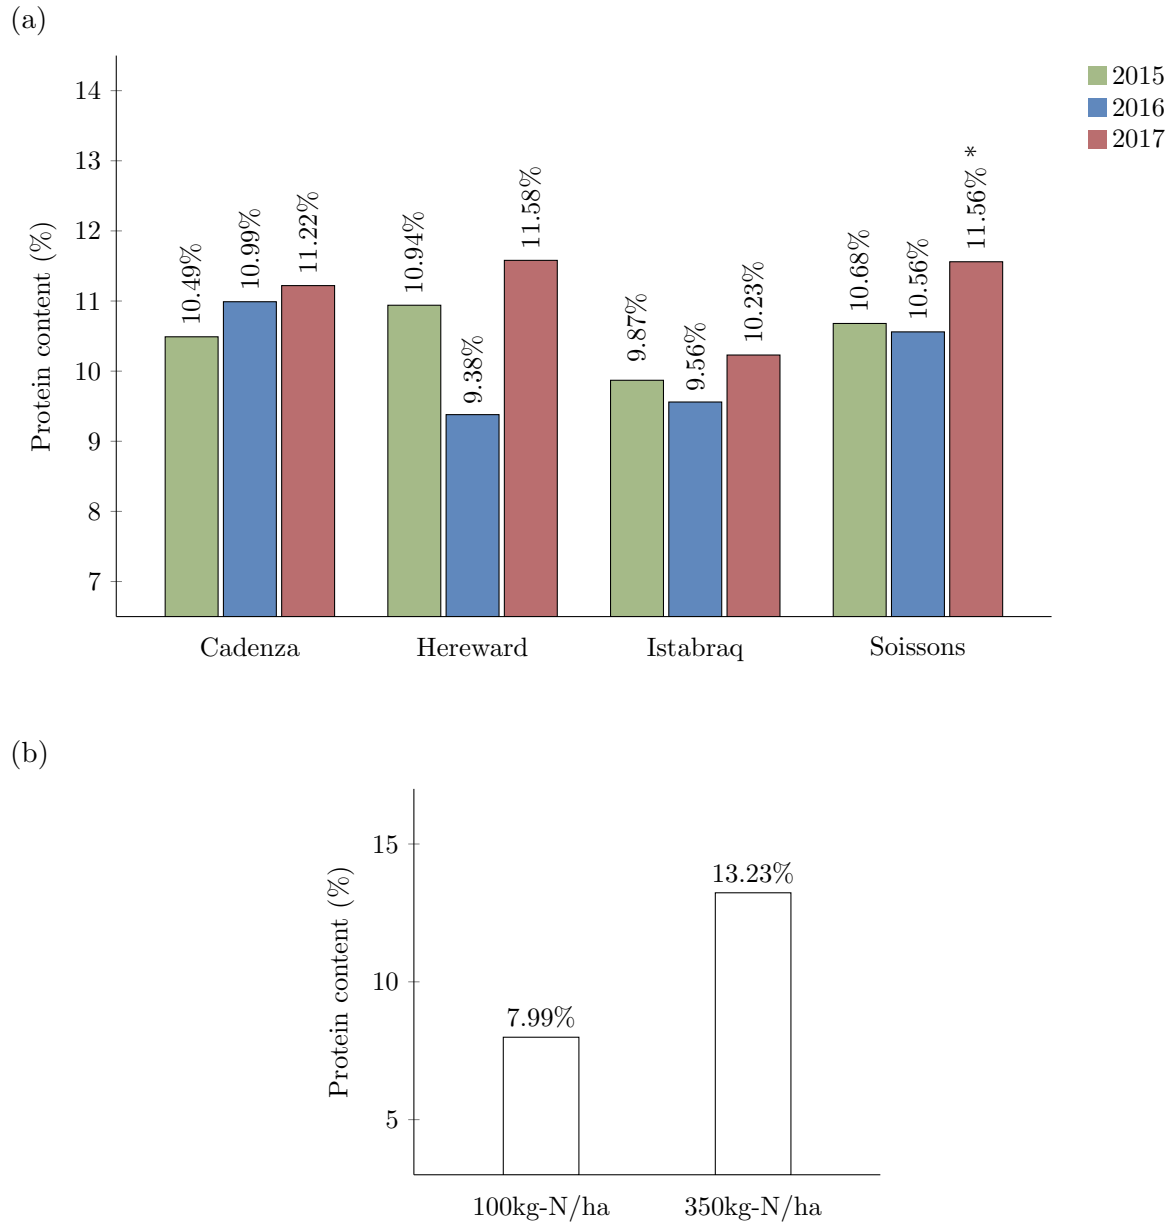 (a)
14
13
12
11
10
9
8
7
Protein content (%)
10.49%
10.99%
11.22%
10.94%
9.38%
11.58%
9.87%
9.56%
10.23%
10.68%
10.56%
11.56% *
2015
2016
2017
Cadenza
Hereward
Istabraq
Soissons
(b)
15
10
5
Protein content (%)
7.99%
13.23%
100kg-N/ha
350kg-N/ha